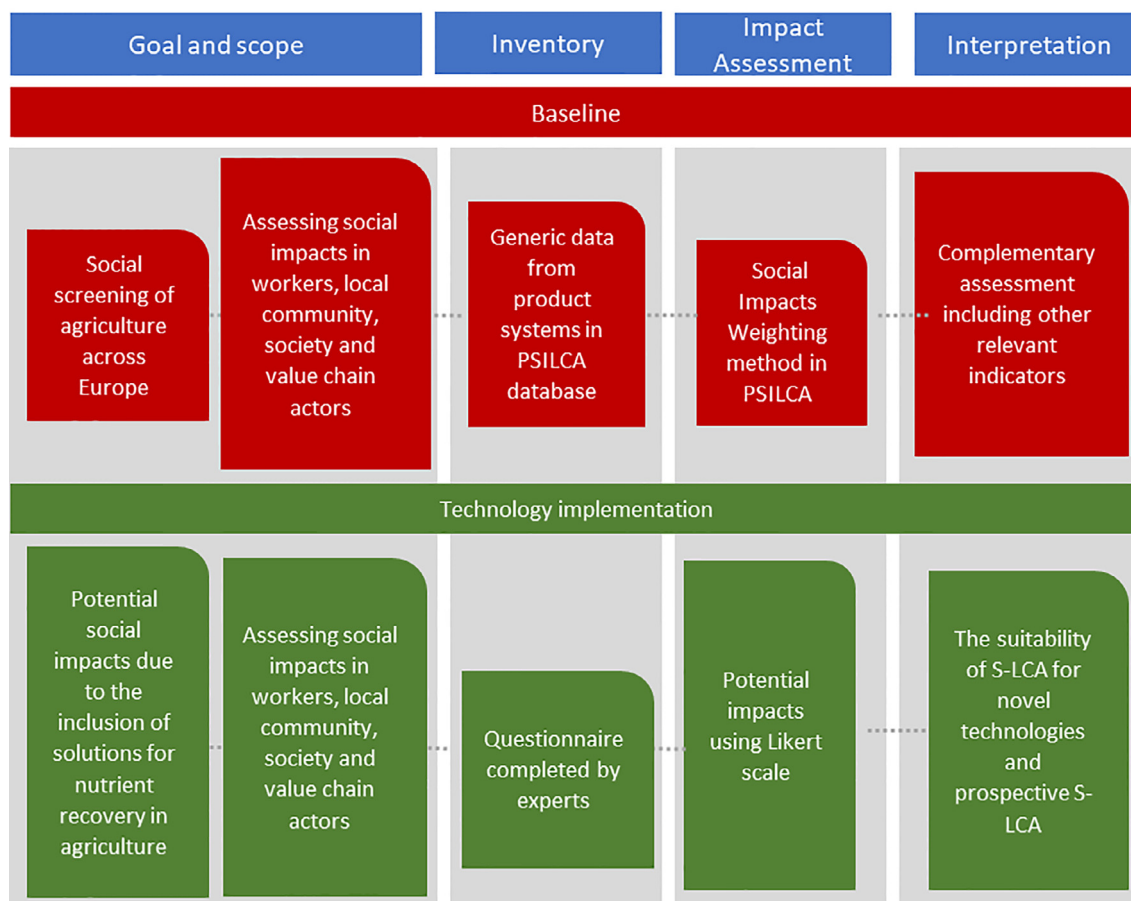 Goal and scope
Inventory
Impact
Assessment
Interpretation
Baseline
Social
screening of
agriculture
across
Europe
Assessing social
impacts in
workers, local
community,
society and
value chain
actors
Generic data
from
product
systems in
PSILCA
database
Social
Impacts
Weighting
method in
PSILCA
Complementary
assessment
including other
relevant
indicators
Technology implementation
Potential
social
impacts due to
the
inclusion of
solutions for
nutrient
recovery in
agriculture
Assessing social
impacts in
workers, local
community,
society and
value chain
actors
Questionnaire
completed by
experts
Potential
impacts
using Likert
scale
The suitability
of S-LCA for
novel
technologies
and
prospective S-
LCA